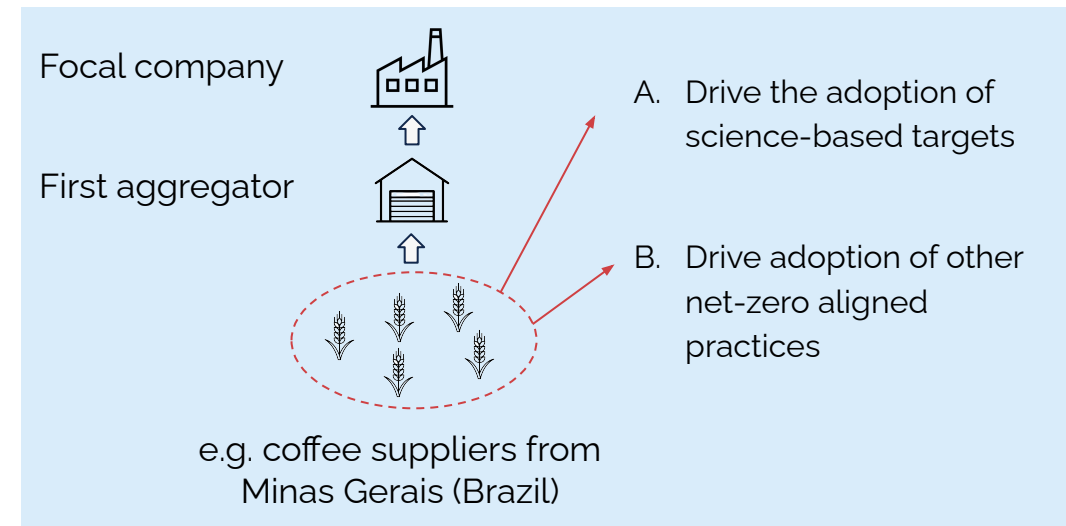 Focal company
First aggregator
A. Drive the adoption of
science-based targets
B. Drive adoption of other
net-zero aligned
practices
e.g. coffee suppliers from
Minas Gerais (Brazil)